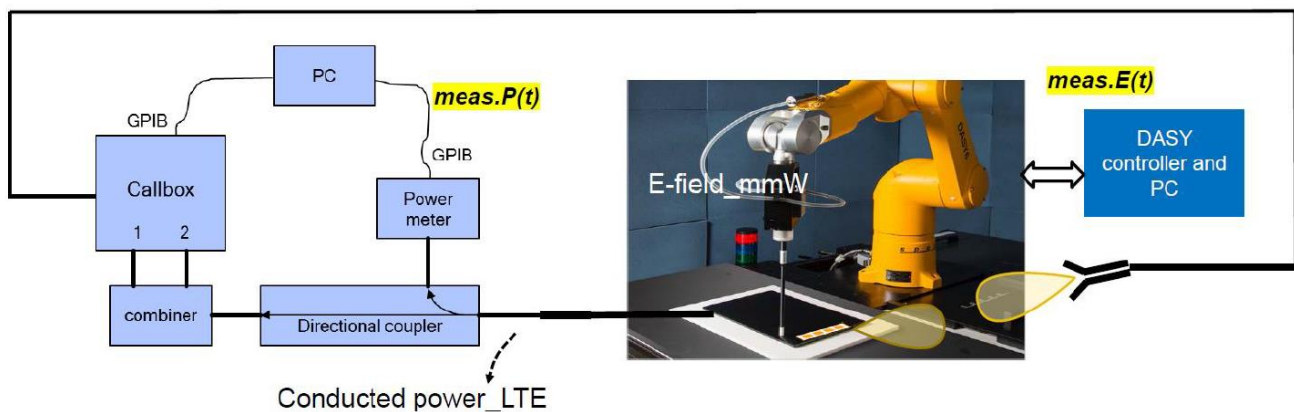 PC
meas.P(t)
meas.E(t)
GPIB
GPIB
DASY
controller and
PC
Callbox
1 2
Power
meter
E-field_mmW
DASY6
combiner
Directional coupler
Conducted power_LTE